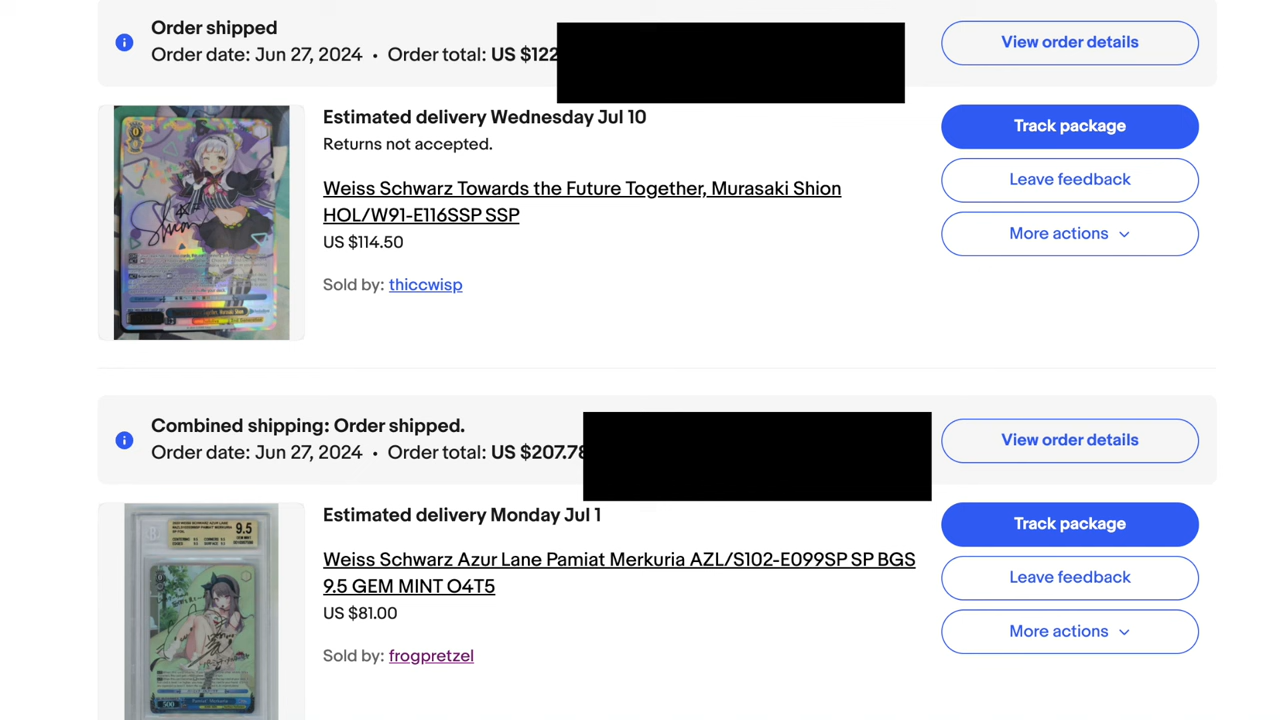 Order shipped
Order date: Jun 27, 2024 • Order total: US $122
View order details
Estimated delivery Wednesday Jul 10
Returns not accepted.
Weiss Schwarz Towards the Future Together, Murasaki Shion
HOL/W91-E116SSP SSP
US $114.50
Sold by: thiccwisp
Track package
Leave feedback
More actions
Shion
Combined shipping: Order shipped.
Order date: Jun 27, 2024 • Order total: US $207.78
View order details
Estimated delivery Monday Jul 1
Weiss Schwarz Azur Lane Pamiat Merkuria AZL/S102-E099SP SP BGS
9.5 GEM MINT O4T5
US $81.00
Sold by: frogpretzel
Track package
Leave feedback
More actions
9.5
500